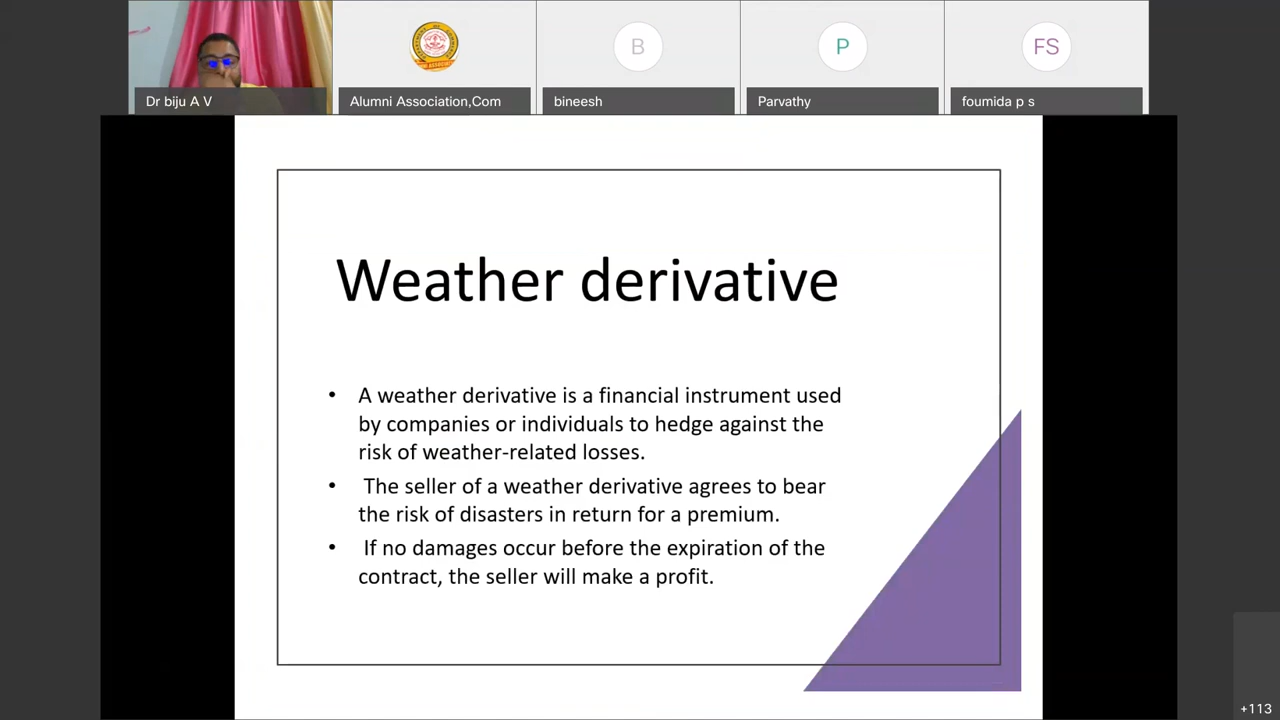 B
P
FS
Dr biju A V
Alumni Association,Com
bineesh
Parvathy
foumida p s
Weather derivative
• A weather derivative is a financial instrument used
by companies or individuals to hedge against the
risk of weather-related losses.
• The seller of a weather derivative agrees to bear
the risk of disasters in return for a premium.
• If no damages occur before the expiration of the
contract, the seller will make a profit.
+113